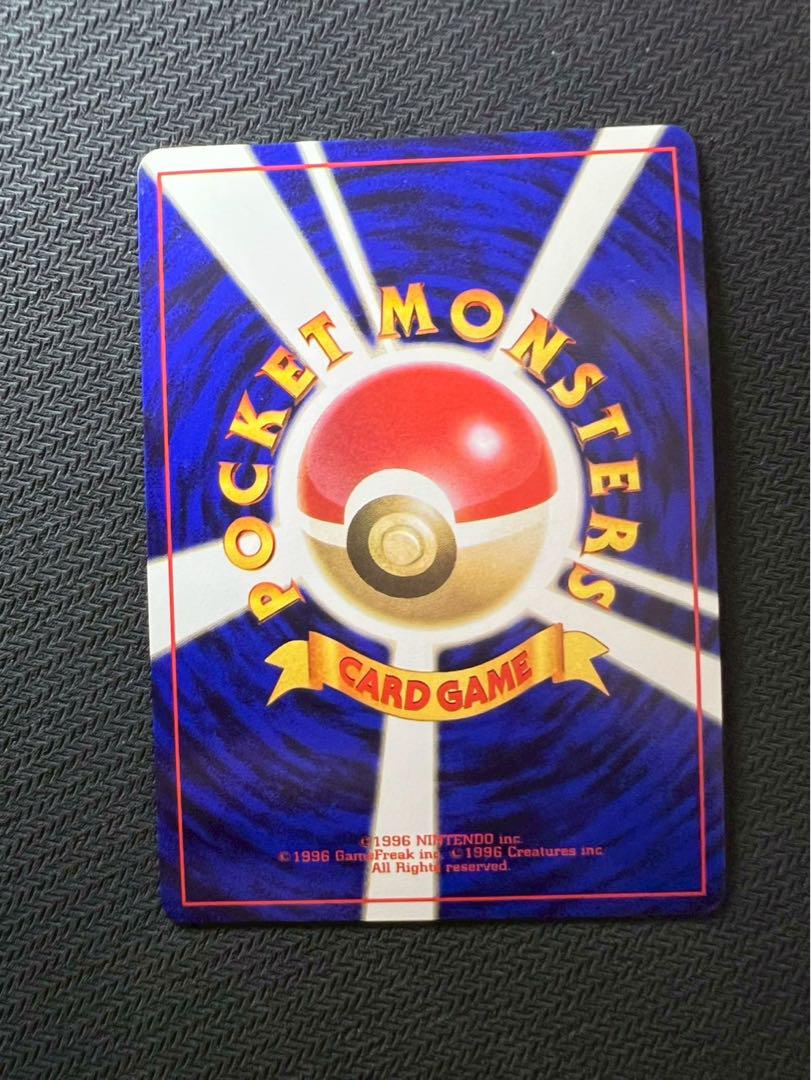 POCKET MONSTERS
CARD GAME
©1996 NINTENDO inc.
©1996 GameFreak inc. ©1996 Creatures inc.
All Rights reserved.